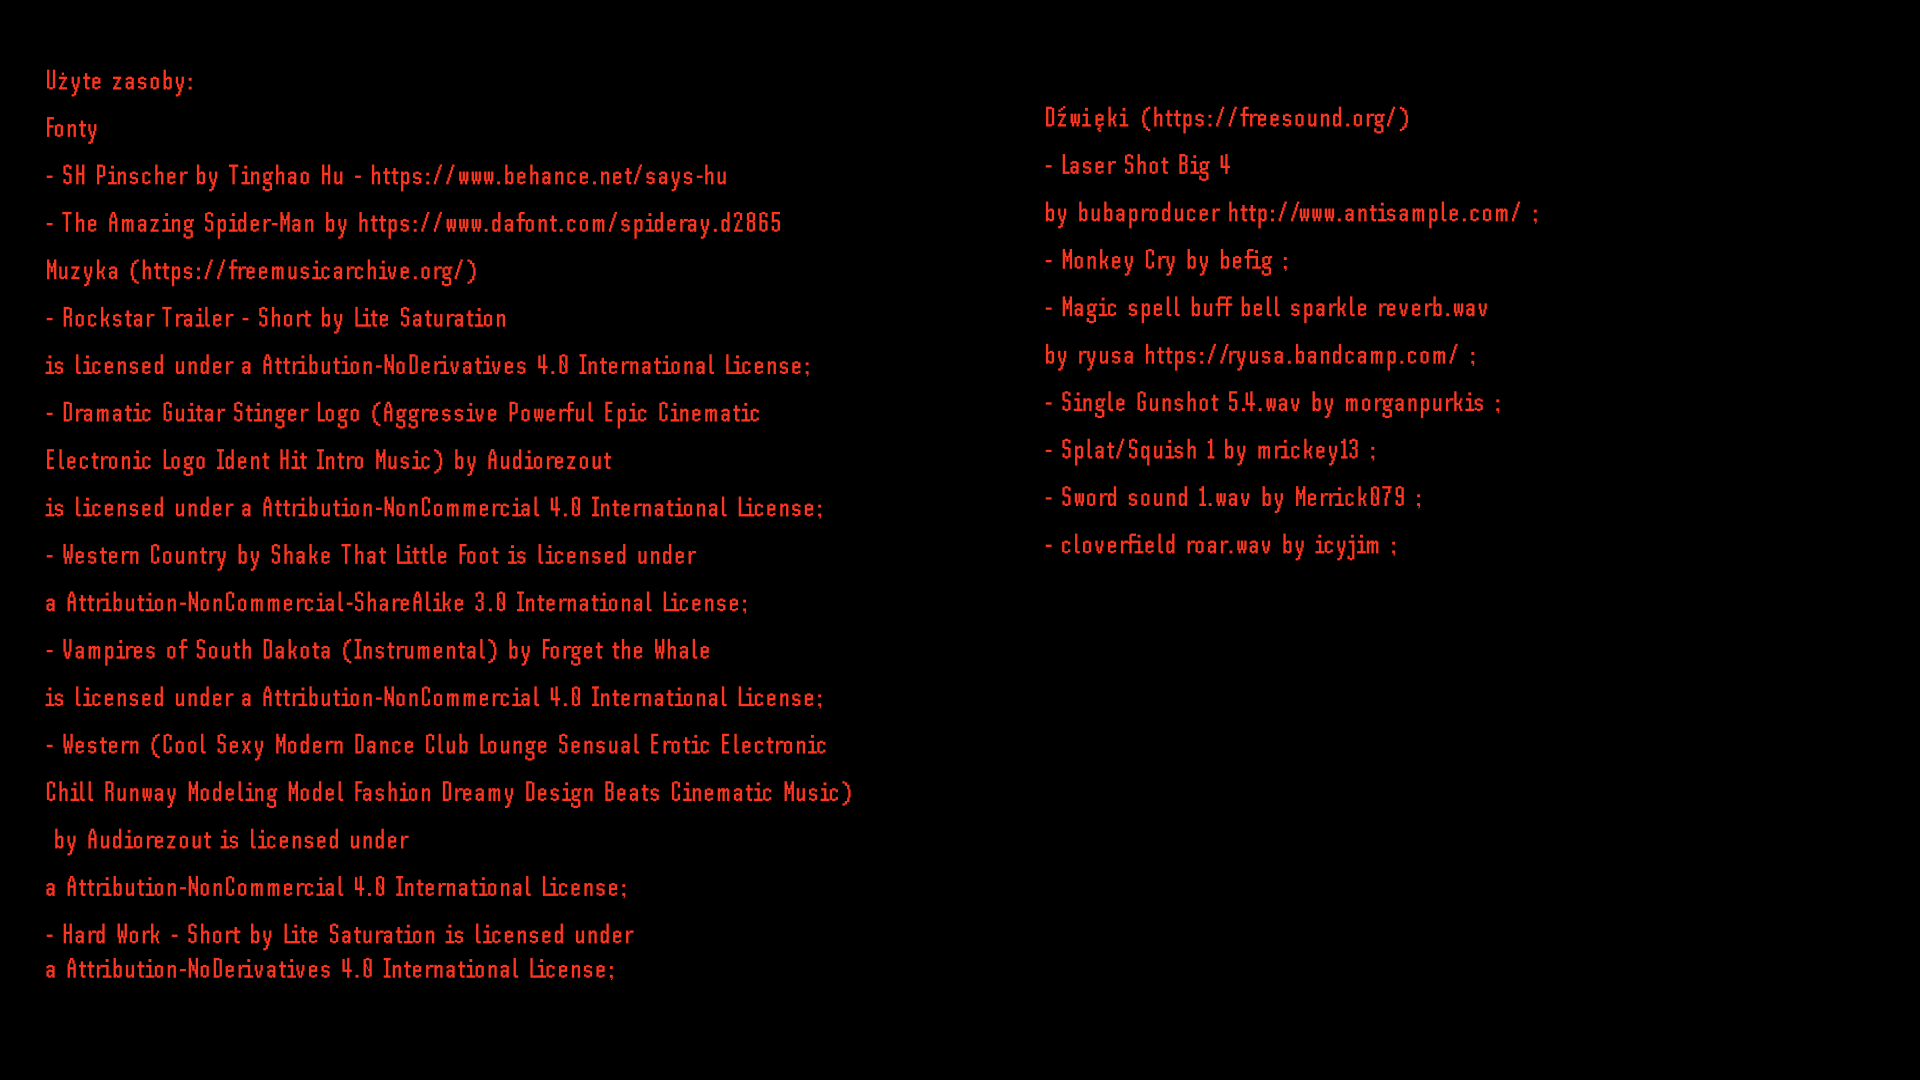 Użyte zasoby:
Fonty
- SH Pinscher by Tinghao Hu - https://www.behance.net/says-hu
- The Amazing Spider-Man by https://www.dafont.com/spideray.d2865
Muzyka (https://freemusicarchive.org/)
- Rockstar Trailer - Short by Lite Saturation
is licensed under a Attribution-NoDerivatives 4.0 International License;
- Dramatic Guitar Stinger Logo (Aggressive Powerful Epic Cinematic
Electronic Logo Ident Hit Intro Music) by Audiorezout
is licensed under a Attribution-NonCommercial 4.0 International License;
- Western Country by Shake That Little Foot is licensed under
a Attribution-NonCommercial-ShareAlike 3.0 International License;
- Vampires of South Dakota (Instrumental) by Forget the Whale
is licensed under a Attribution-NonCommercial 4.0 International License;
- Western (Cool Sexy Modern Dance Club Lounge Sensual Erotic Electronic
Chill Runway Modeling Model Fashion Dreamy Design Beats Cinematic Music)
by Audiorezout is licensed under
a Attribution-NonCommercial 4.0 International License;
- Hard Work - Short by Lite Saturation is licensed under
a Attribution-NoDerivatives 4.0 International License;
Dźwięki (https://freesound.org/)
- Laser Shot Big 4
by bubaproducer http://www.antisample.com/ ;
- Monkey Cry by befig ;
- Magic spell buff bell sparkle reverb.wav
by ryusa https://ryusa.bandcamp.com/ ;
- Single Gunshot 5.4.wav by morganpurkis ;
- Splat/Squish 1 by mrickey13 ;
- Sword sound 1.wav by Merrick079 ;
- cloverfield roar.wav by icyjim ;